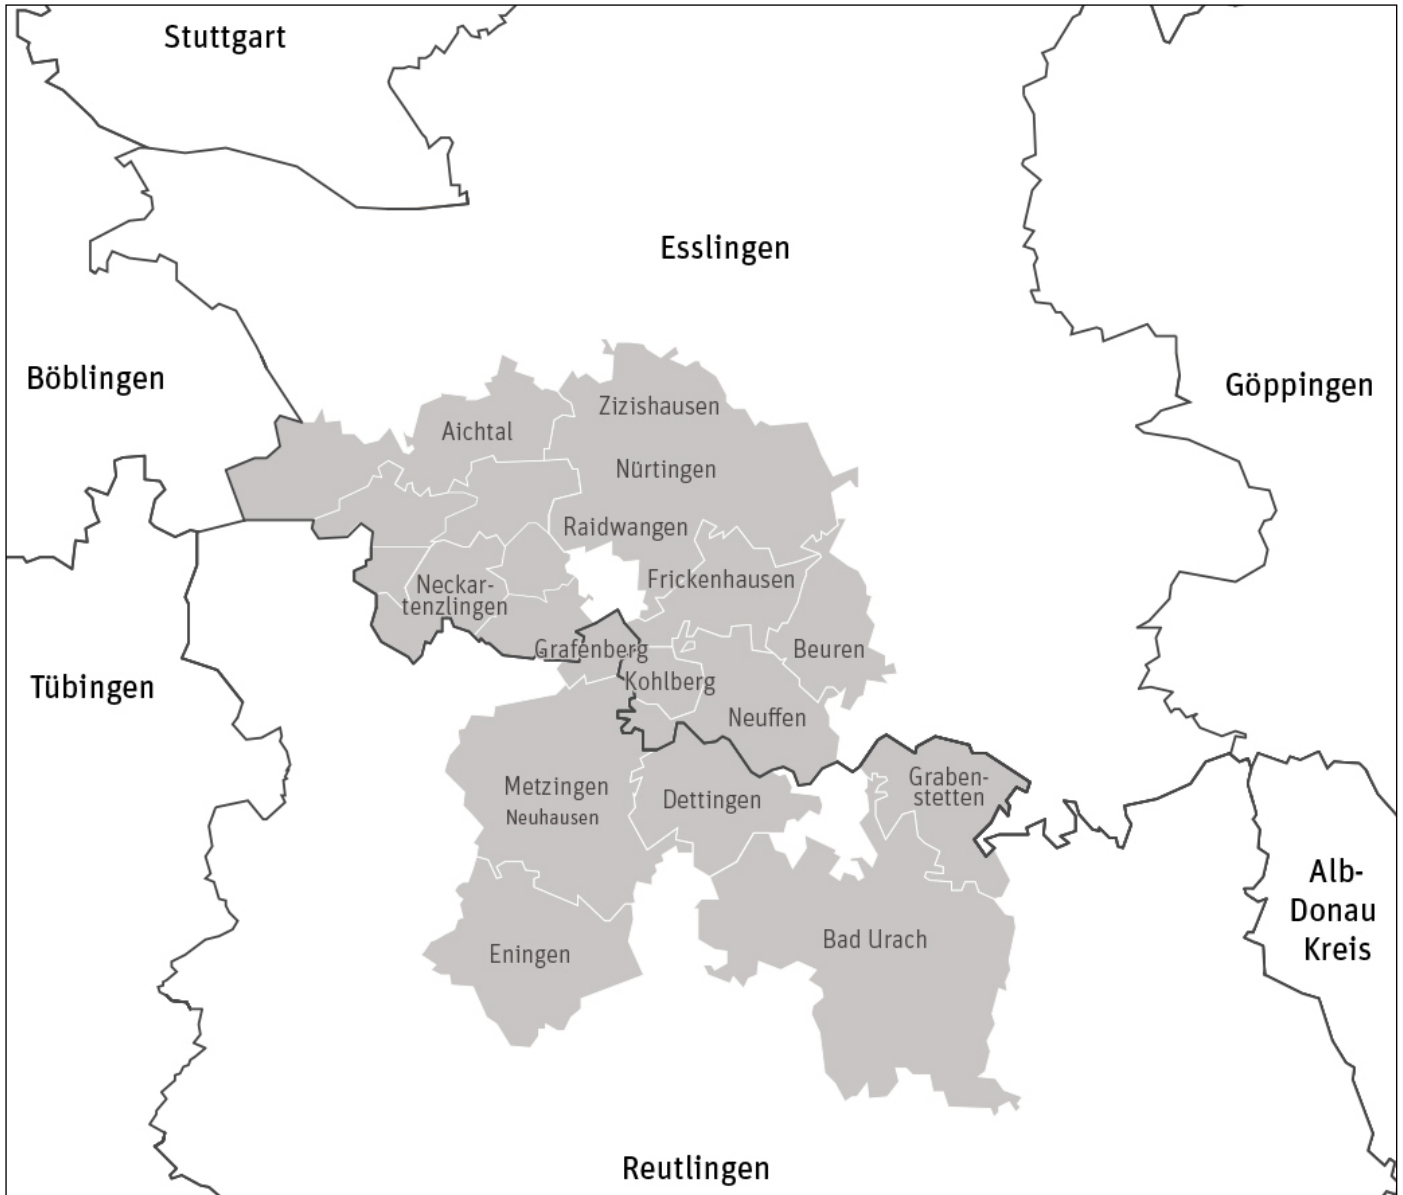 Stuttgart
Esslingen
Böblingen
Göppingen
Zizishausen
Aichtal
Nürtingen
Raidwangen
Frickenhausen
Neckar-
tenzlingen
Grafenberg
Beuren
Kohlberg
Tübingen
Neuffen
Graben-
stetten
Metzingen
Neuhausen
Dettingen
Alb-
Donau
Kreis
Bad Urach
Eningen
Reutlingen